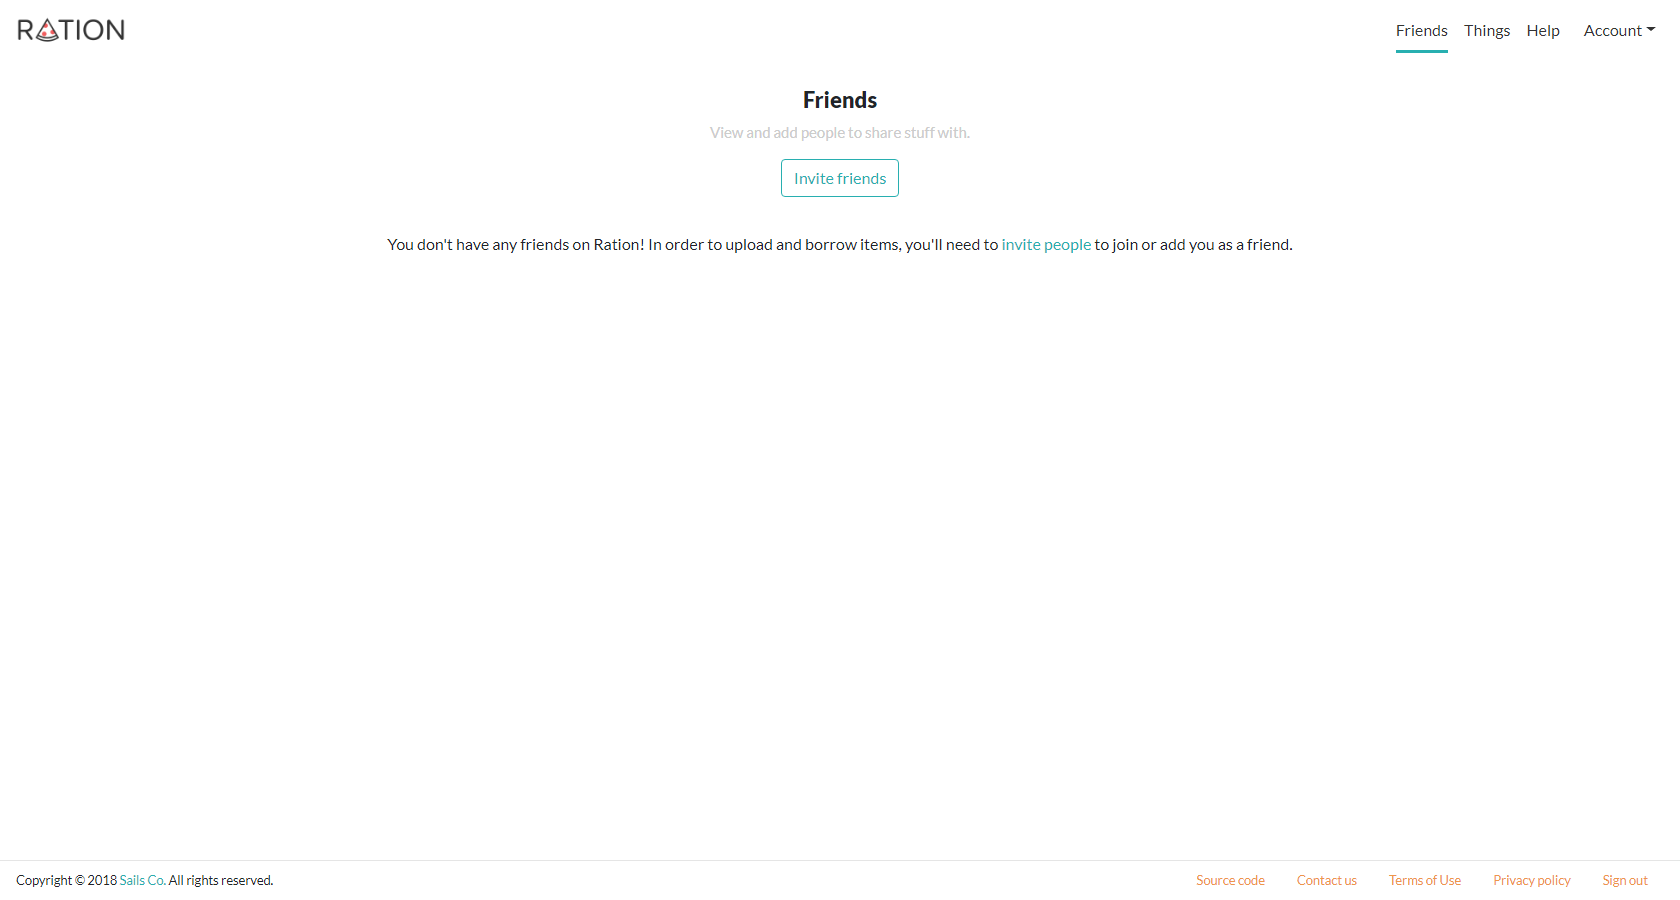 RATION
Friends
Things
Help
Account
Friends
View and add people to share stuff with.
Invite friends
You don't have any friends on Ration! In order to upload and borrow items, you'll need to invite people to join or add you as a friend.
Copyright © 2018 Sails Co. All rights reserved.
Source code
Contact us
Terms of Use
Privacy policy
Sign out